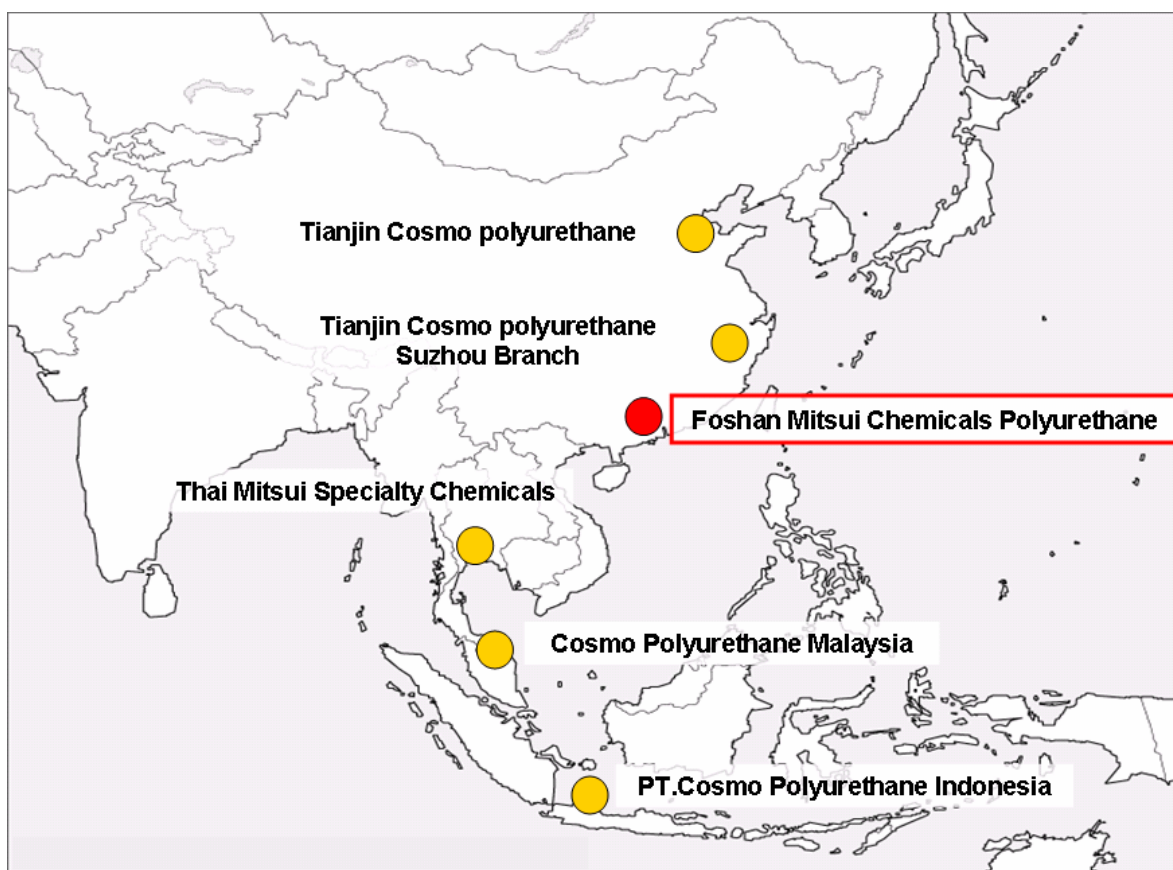 Tianjin Cosmo polyurethane
Tianjin Cosmo polyurethane
Suzhou Branch
Foshan Mitsui Chemicals Polyurethane
Thai Mitsui Specialty Chemicals
Cosmo Polyurethane Malaysia
PT.Cosmo Polyurethane Indonesia